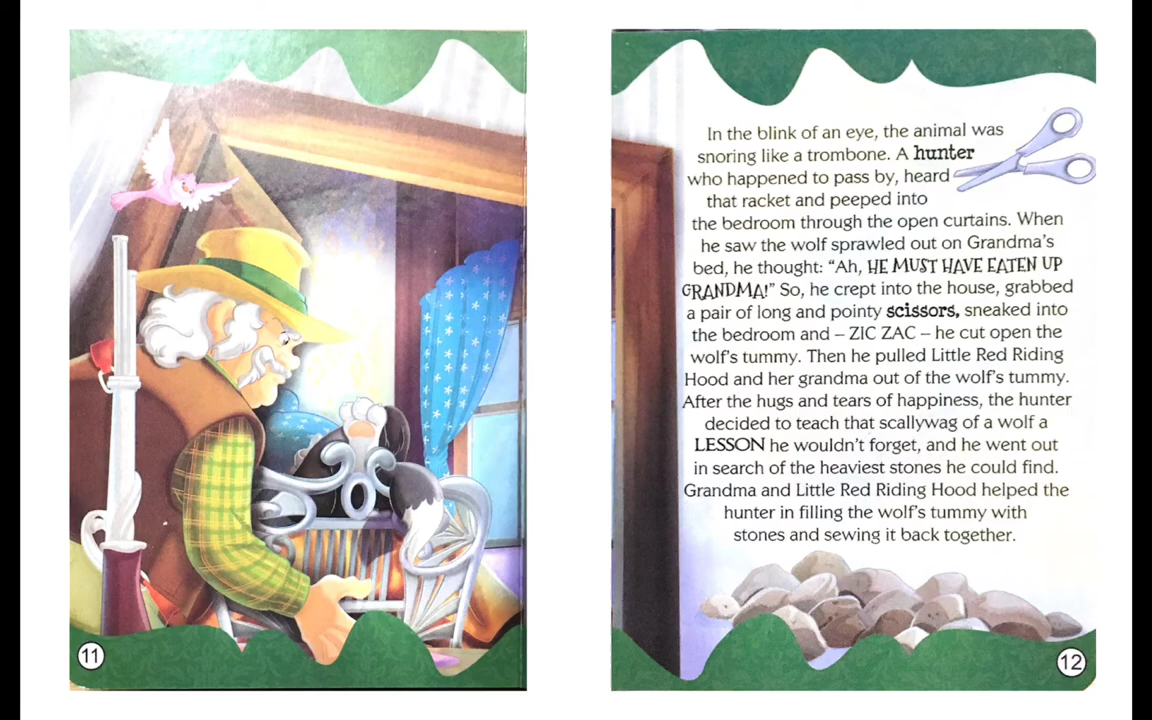 11
In the blink of an eye, the animal was
snoring like a trombone. A hunter
who happened to pass by, heard
that racket and peeped into
the bedroom through the open curtains. When
he saw the wolf sprawled out on Grandma's
bed, he thought: "Ah, HE MUST HAVE EATEN UP
GRANDMA!" So, he crept into the house, grabbed
a pair of long and pointy scissors, sneaked into
the bedroom and – ZIC ZAC – he cut open the
wolf's tummy. Then he pulled Little Red Riding
Hood and her grandma out of the wolf's tummy.
After the hugs and tears of happiness, the hunter
decided to teach that scallywag of a wolf a
LESSON he wouldn't forget, and he went out
in search of the heaviest stones he could find.
Grandma and Little Red Riding Hood helped the
hunter in filling the wolf's tummy with
stones and sewing it back together.
12